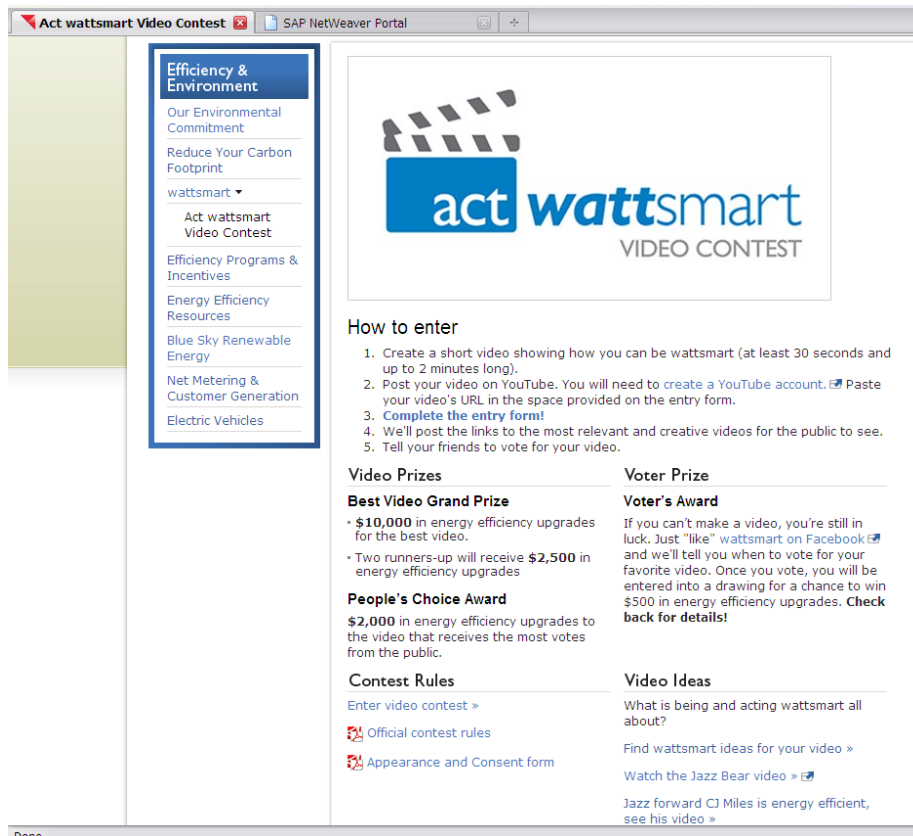 Act wattsmart Video Contest
SAP NetWeaver Portal
Efficiency &
Environment
Our Environmental
Commitment
Reduce Your Carbon
Footprint
wattsmart
Act wattsmart
Video Contest
Efficiency Programs &
Incentives
Energy Efficiency
Resources
Blue Sky Renewable
Energy
Net Metering &
Customer Generation
Electric Vehicles
act wattsmart
VIDEO CONTEST
How to enter
1. Create a short video showing how you can be wattsmart (at least 30 seconds and
up to 2 minutes long).
2. Post your video on YouTube. You will need to create a YouTube account. Paste
your video's URL in the space provided on the entry form.
3. Complete the entry form!
4. We'll post the links to the most relevant and creative videos for the public to see.
5. Tell your friends to vote for your video.
Video Prizes
Best Video Grand Prize
• $10,000 in energy efficiency upgrades
for the best video.
• Two runners-up will receive $2,500 in
energy efficiency upgrades
People's Choice Award
$2,000 in energy efficiency upgrades to
the video that receives the most votes
from the public.
Voter Prize
Voter's Award
If you can't make a video, you're still in
luck. Just "like" wattsmart on Facebook
and we'll tell you when to vote for your
favorite video. Once you vote, you will be
entered into a drawing for a chance to win
$500 in energy efficiency upgrades. Check
back for details!
Contest Rules
Enter video contest »
Official contest rules
Appearance and Consent form
Video Ideas
What is being and acting wattsmart all
about?
Find wattsmart ideas for your video »
Watch the Jazz Bear video »
Jazz forward CJ Miles is energy efficient,
see his video »
Done